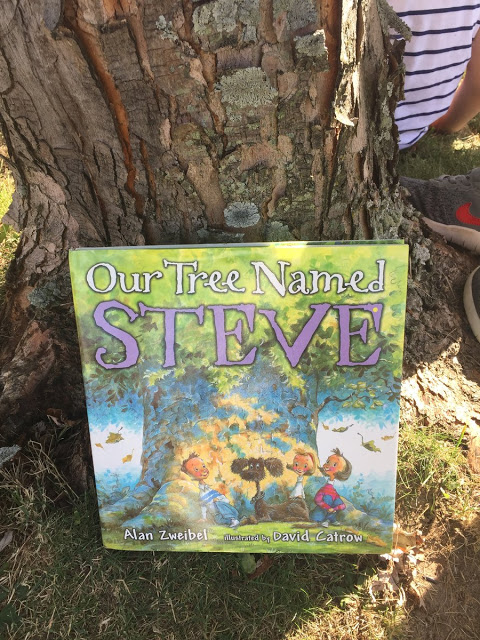 Our Tree Named
STEVE
Alan Zweibel illustrated by David Catrow